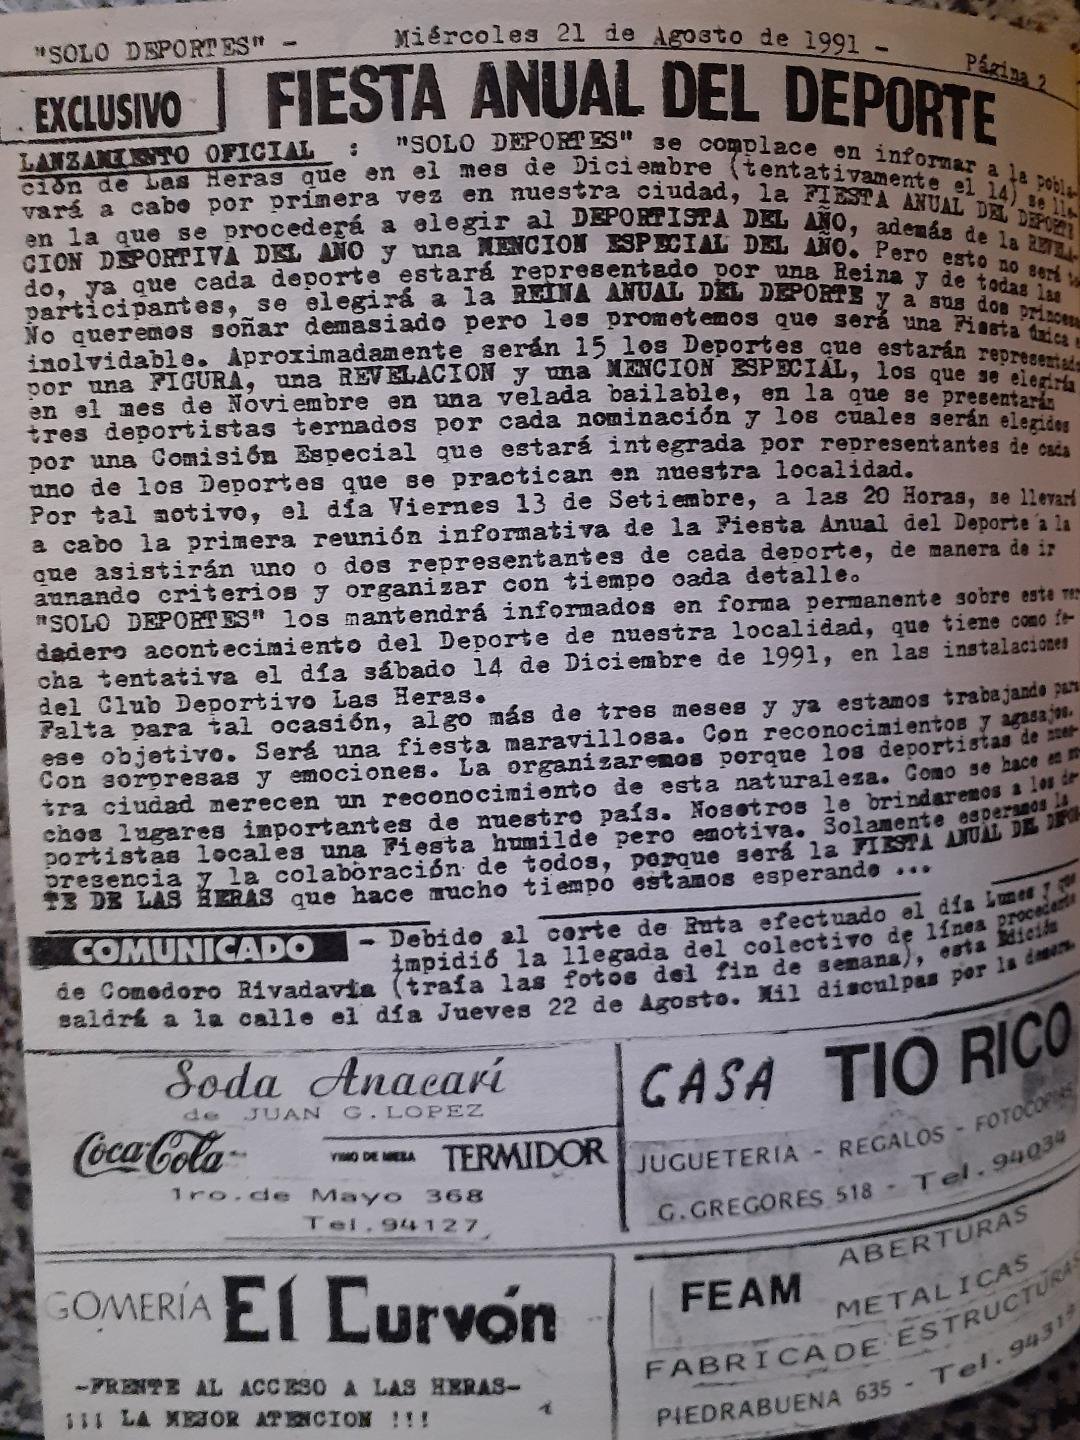 "SOLO DEPORTES" - Miércoles 21 de Agosto de 1991 - Página 2
EXCLUSIVO FIESTA ANUAL DEL DEPORTE
LANZAMIENTO OFICIAL : "SOLO DEPORTES" se complace en informar a la pobla-
ción de Las Heras que en el mes de Diciembre (tentativamente el 14) se lle-
vará a cabo por primera vez en nuestra ciudad, la FIESTA ANUAL DEL DEPORTE
en la que se procederá a elegir al DEPORTISTA DEL AÑO, además de la REVELA-
CION DEPORTIVA DEL AÑO y una MENCION ESPECIAL DEL AÑO. Pero esto no será
do, ya que cada deporte estará representado por una Reina y de todas las
participantes, se elegirá a la REINA ANUAL DEL DEPORTE y a sus dos princesas
No queremos soñar demasiado pero les prometemos que será una Fiesta única e
inolvidable. Aproximadamente serán 15 los Deportes que estarán representados
por una FIGURA, una REVELACION y una MENCION ESPECIAL, los que se elegiría
en el mes de Noviembre en una velada bailable, en la que se presentarán
tres deportistas ternados por cada nominación y los cuales serán elegidos
por una Comisión Especial que estará integrada por representantes de cada
uno de los Deportes que se practican en nuestra localidad.
Por tal motivo, el día Viernes 13 de Setiembre, a las 20 Horas, se llevará
a cabo la primera reunión informativa de la Fiesta Anual del Deporte a la
que asistirán uno o dos representantes de cada deporte, de manera de ir
aunando criterios y organizar con tiempo cada detalle.
"SOLO DEPORTES" los mantendrá informados en forma permanente sobre este ver
dadero acontecimiento del Deporte de nuestra localidad, que tiene como fe-
cha tentativa el día sábado 14 de Diciembre de 1991, en las instalaciones
del Club Deportivo Las Heras.
Falta para tal ocasión, algo más de tres meses y ya estamos trabajando para
ese objetivo. Será una fiesta maravillosa. Con reconocimientos y agasajos.
Con sorpresas y emociones. La organizaremos porque los deportistas de nues-
tra ciudad merecen un reconocimiento de esta naturaleza. Como se hace en mu
chos lugares importantes de nuestro país. Nosotros le brindaremos a los de-
portistas locales una Fiesta humilde pero emotiva. Solamente esperamos la
presencia y la colaboración de todos, porque será la FIESTA ANUAL DEL DEPOR
TE DE LAS HERAS que hace mucho tiempo estamos esperando ...
COMUNICADO - Debido al corte de Ruta efectuado el día Lunes y que
impidió la llegada del colectivo de línea procedente
de Comodoro Rivadavia (traía las fotos del fin de semana), esta Edición
saldrá a la calle el día Jueves 22 de Agosto. Mil disculpas por la demora.
Soda Anacarí
de JUAN G. LOPEZ
Coca-Cola VINO DE MESA TERMIDOR
1ro. de Mayo 368
Tel. 94127
CASA TIO RICO
JUGUETERIA - REGALOS - FOTOCOPIAS
G. GREGORES 518 - Tel. 94034
GOMERÍA El Curvón
-FRENTE AL ACCESO A LAS HERAS-
¡¡¡ LA MEJOR ATENCION !!!
FEAM ABERTURAS
METALICAS
FABRICA DE ESTRUCTURAS
PIEDRABUENA 635 - Tel. 94319